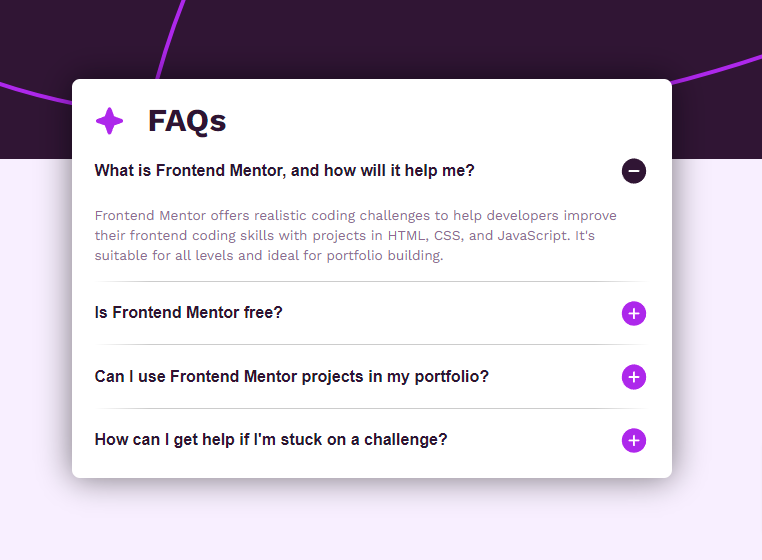 FAQs
What is Frontend Mentor, and how will it help me?
Frontend Mentor offers realistic coding challenges to help developers improve
their frontend coding skills with projects in HTML, CSS, and JavaScript. It's
suitable for all levels and ideal for portfolio building.
Is Frontend Mentor free?
Can I use Frontend Mentor projects in my portfolio?
How can I get help if I'm stuck on a challenge?